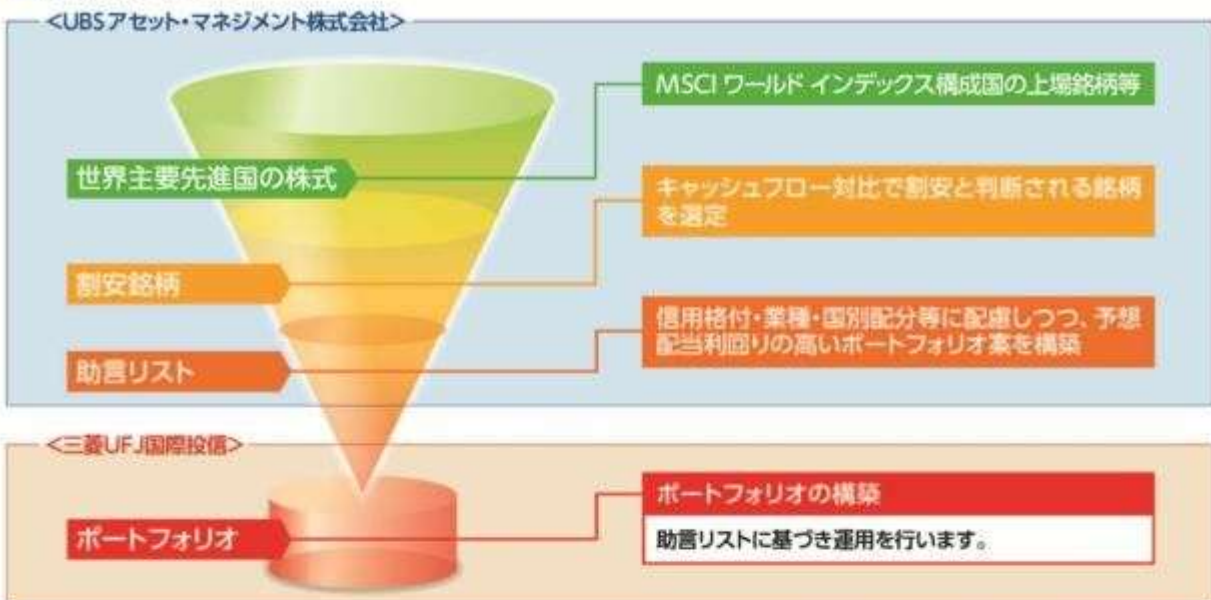 <UBSアセット・マネジメント株式会社>
MSCI ワールド インデックス構成国の上場銘柄等
世界主要先進国の株式
キャッシュフロー対比で割安と判断される銘柄
を選定
割安銘柄
信用格付・業種・国別配分等に配慮しつつ、予想
配当利回りの高いポートフォリオ案を構築
助言リスト
<三菱UFJ国際投信>
ポートフォリオの構築
ポートフォリオ
助言リストに基づき運用を行います。